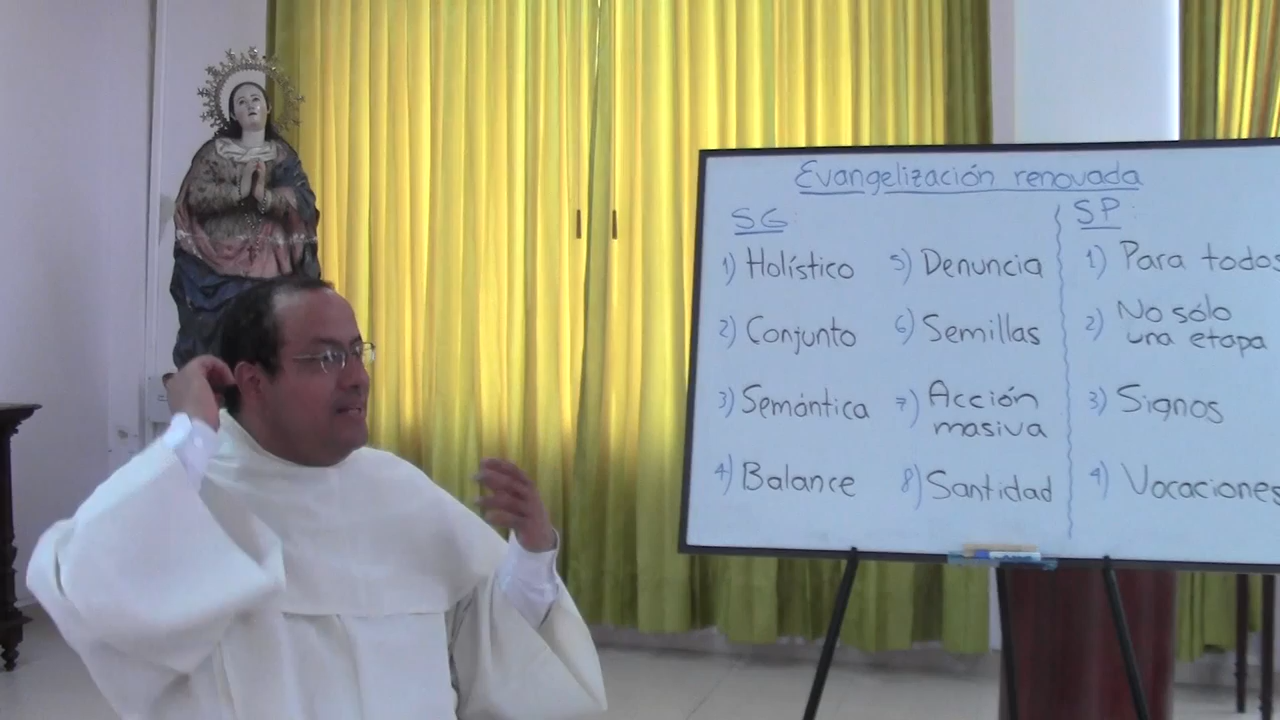 Evangelización renovada
SG:
1) Holístico
2) Conjunto
3) Semántica
4) Balance
5) Denuncia
6) Semillas
7) Acción
masiva
8) Santidad
SP:
1) Para todos
2) No sólo
una etapa
3) Signos
4) Vocaciones